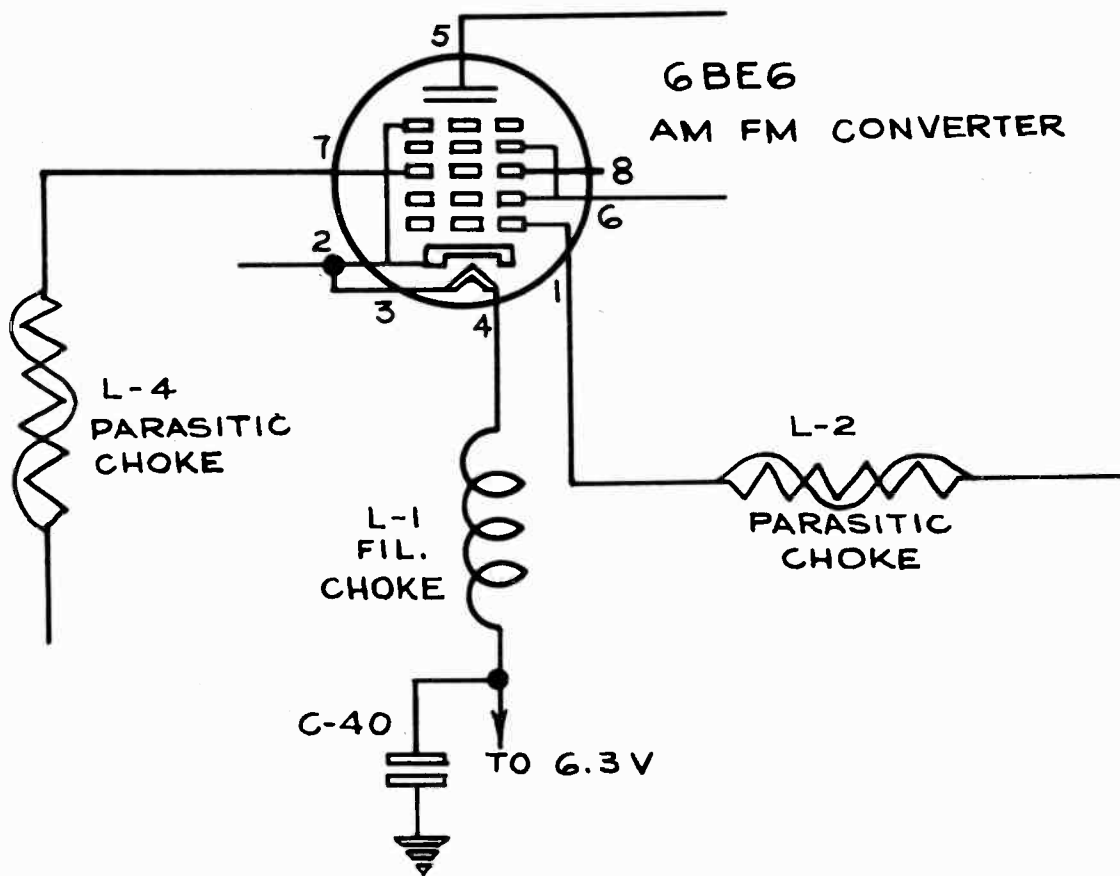 5
6BE6
AM FM CONVERTER
7
8
6
2
3
4
1
L-4
PARASITIC
CHOKE
L-2
PARASITIC
CHOKE
L-1
FIL.
CHOKE
C-40
TO 6.3 V